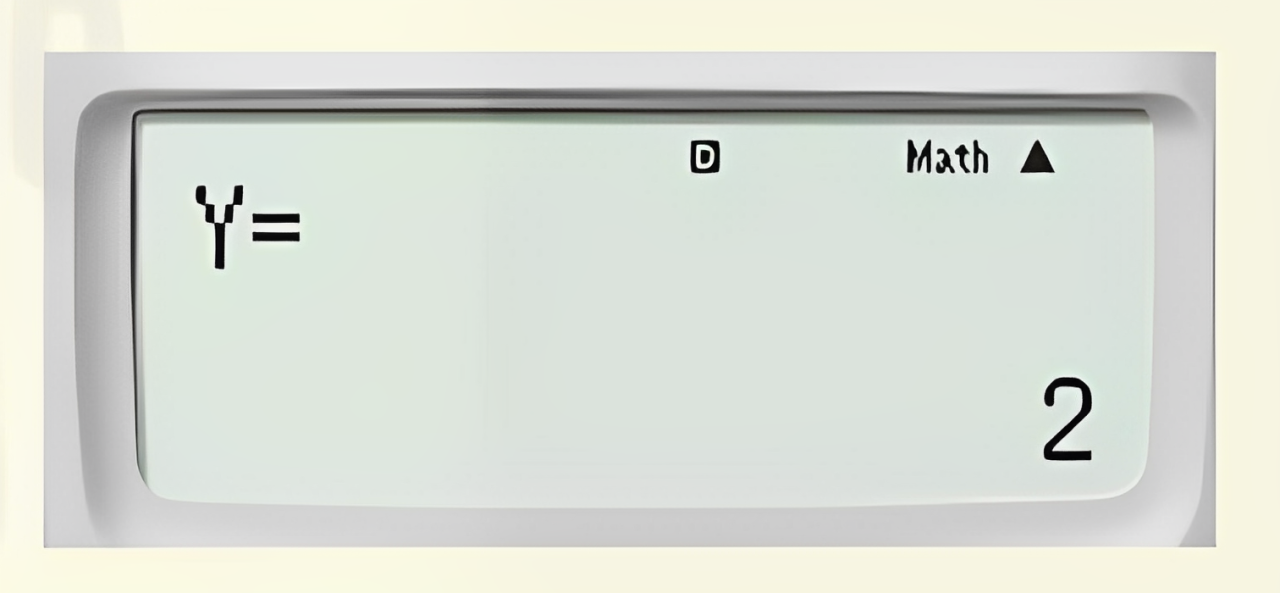 D Math ▲
Y=
2